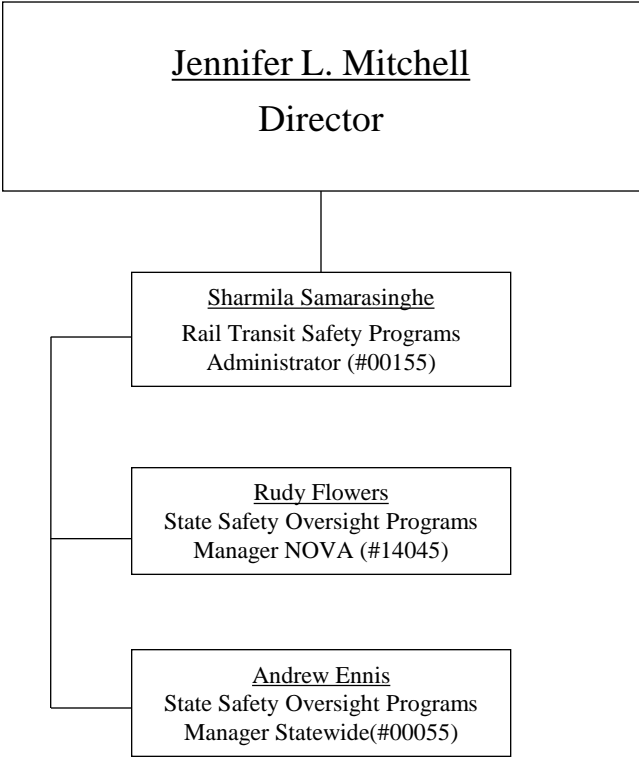 Jennifer L. Mitchell
Director
Sharmila Samarasinghe
Rail Transit Safety Programs
Administrator (#00155)
Rudy Flowers
State Safety Oversight Programs
Manager NOVA (#14045)
Andrew Ennis
State Safety Oversight Programs
Manager Statewide(#00055)